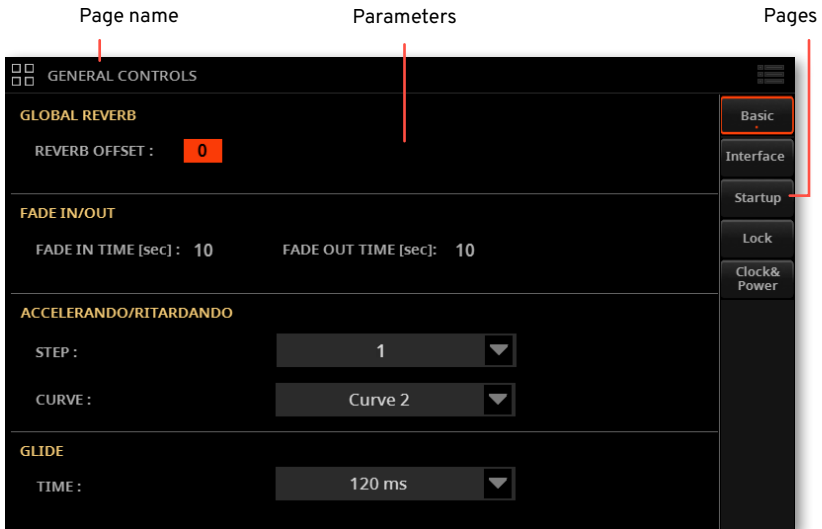 Page name
Parameters
Pages
GENERAL CONTROLS
GLOBAL REVERB
REVERB OFFSET : 0
FADE IN/OUT
FADE IN TIME [sec] : 10 FADE OUT TIME [sec]: 10
ACCELERANDO/RITARDANDO
STEP : 1
CURVE : Curve 2
GLIDE
TIME : 120 ms
Basic
Interface
Startup
Lock
Clock&
Power